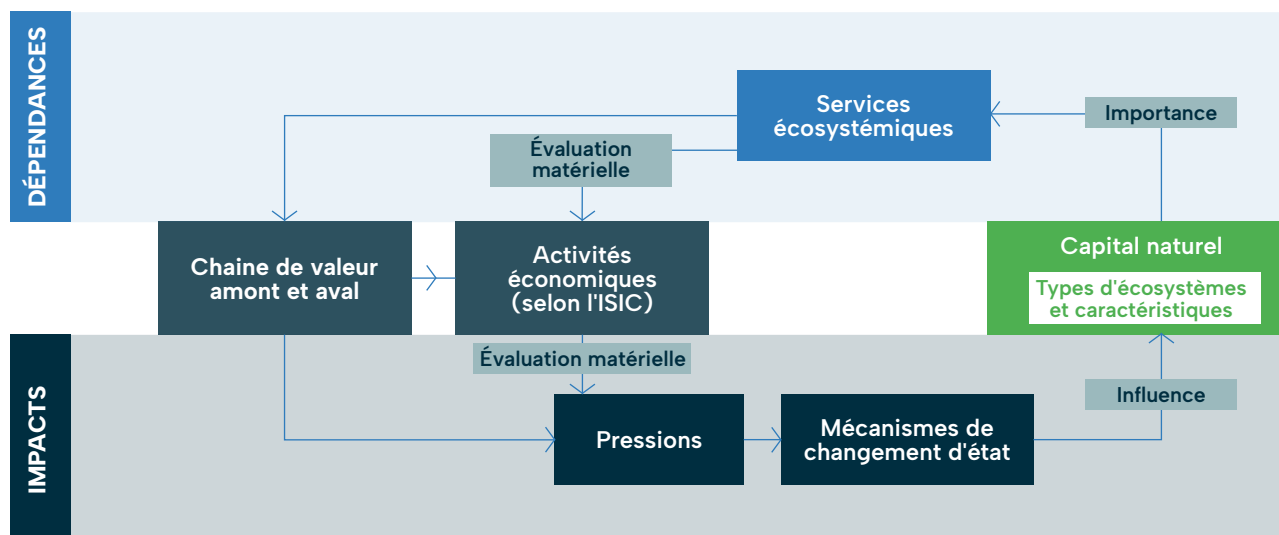 DÉPENDANCES
Services
écosystémiques
Importance
Évaluation
matérielle
Chaine de valeur
amont et aval
Activités
économiques
(selon l'ISIC)
Capital naturel
Types d'écosystèmes
et caractéristiques
IMPACTS
Évaluation matérielle
Pressions
Mécanismes de
changement d'état
Influence